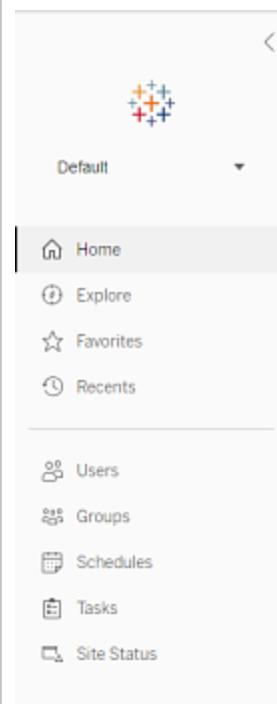 Default
Home
Explore
Favorites
Recents
Users
Groups
Schedules
Tasks
Site Status